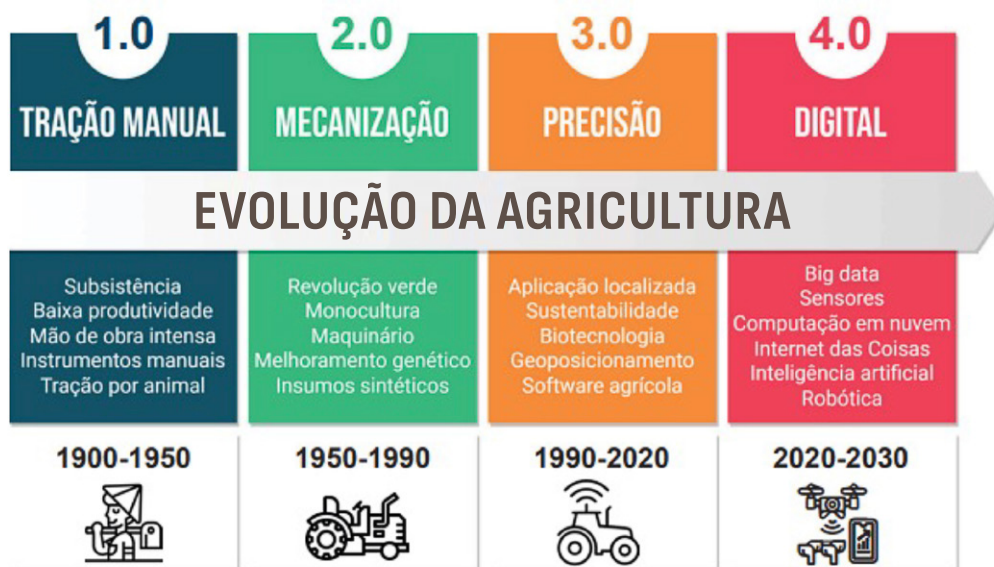 1.0
TRAÇÃO MANUAL
2.0
MECANIZAÇÃO
3.0
PRECISÃO
4.0
DIGITAL
EVOLUÇÃO DA AGRICULTURA
Subsistência
Baixa produtividade
Mão de obra intensa
Instrumentos manuais
Tração por animal
Revolução verde
Monocultura
Maquinário
Melhoramento genético
Insumos sintéticos
Aplicação localizada
Sustentabilidade
Biotecnologia
Geoposicionamento
Software agrícola
Big data
Sensores
Computação em nuvem
Internet das Coisas
Inteligência artificial
Robótica
1900-1950
1950-1990
1990-2020
2020-2030